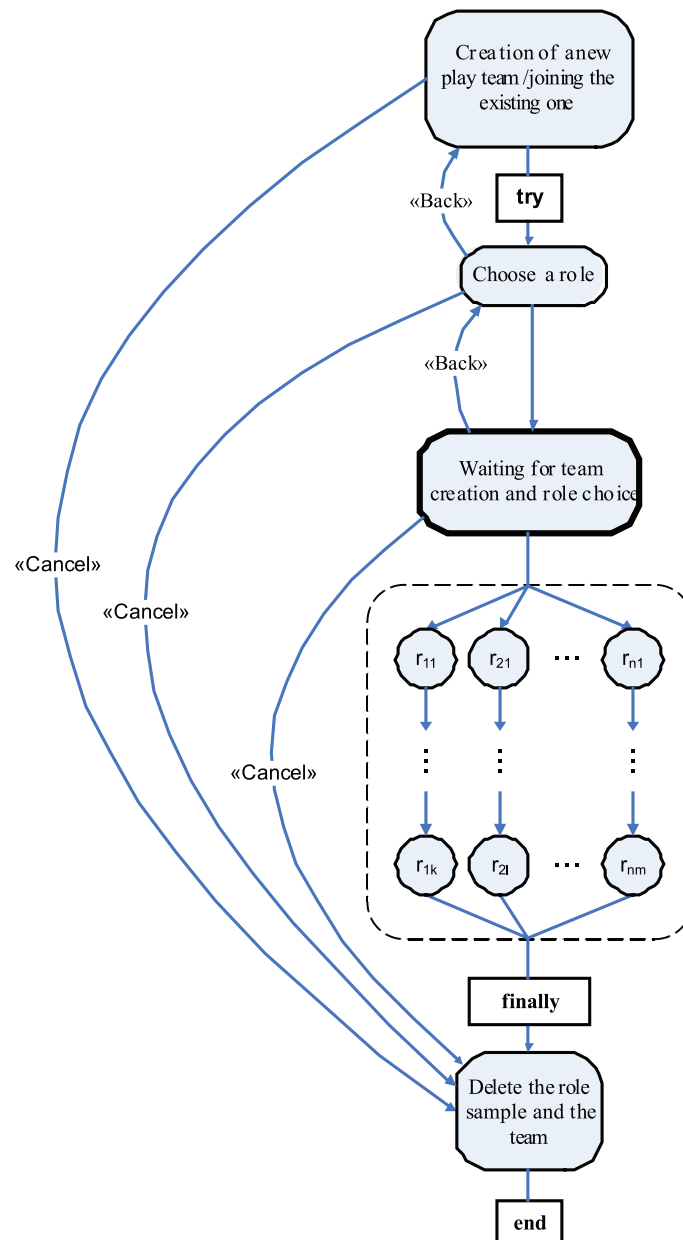 Creation of anew
play team /joining the
existing one
try
«Back»
Choose a role
«Back»
Waiting for team
creation and role choice
«Cancel»
«Cancel»
r11 r21 ... rn1
«Cancel»
r1k r2l ... rnm
finally
Delete the role
sample and the
team
end